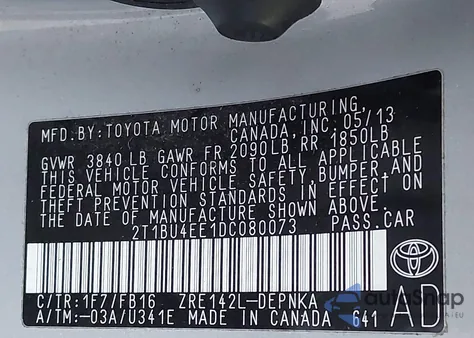 MFD. BY: TOYOTA MOTOR MANUFACTURING,
CANADA, INC. 05/13
GVWR 3840 LB GAWR FR 2090LB RR 1850LB
THIS VEHICLE CONFORMS TO ALL APPLICABLE
FEDERAL MOTOR VEHICLE SAFETY, BUMPER, AND
THEFT PREVENTION STANDARDS IN EFFECT ON
THE DATE OF MANUFACTURE SHOWN ABOVE.
2T1BU4EE1DC080073 PASS.CAR
C/TR: 1F7/FB16 ZRE142L-DEPNKA
A/TM: -03A/U341E MADE IN CANADA 641
AD
autoSnap